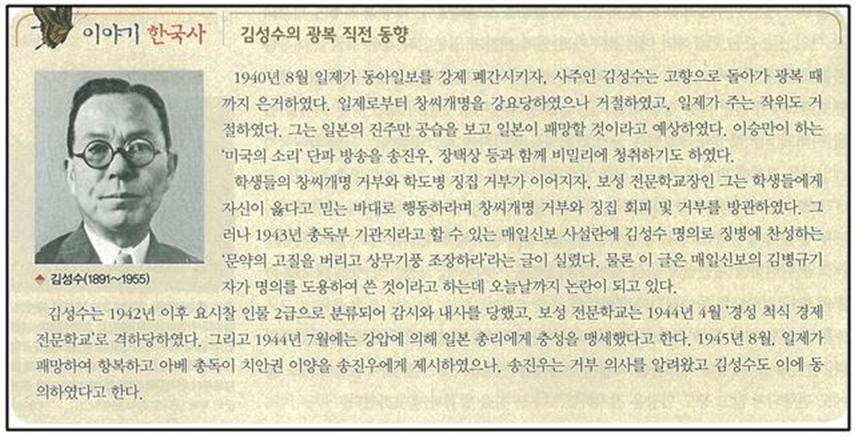 이야기 한국사 김성수의 광복 직전 동향
1940년 8월 일제가 동아일보를 강제 폐간시키자, 사주인 김성수는 고향으로 돌아가 광복 때
까지 은거하였다. 일제로부터 창씨개명을 강요당하였으나 거절하였고, 일제가 주는 작위도 거
절하였다. 그는 일본의 진주만 공습을 보고 일본이 패망할 것이라고 예상하였다. 이승만이 하는
‘미국의 소리’ 단파 방송을 송진우, 장택상 등과 함께 비밀리에 청취하기도 하였다.
학생들의 창씨개명 거부와 학도병 징집 거부가 이어지자, 보성 전문학교장인 그는 학생들에게
자신이 옳다고 믿는 바대로 행동하라며 창씨개명 거부와 징집 회피 및 거부를 방관하였다. 그
러나 1943년 총독부 기관지라고 할 수 있는 매일신보 사설란에 김성수 명의로 징병에 찬성하는
‘문약의 고질을 버리고 상무기풍 조장하라’라는 글이 실렸다. 물론 이 글은 매일신보의 김병규기
자가 명의를 도용하여 쓴 것이라고 하는데 오늘날까지 논란이 되고 있다.
김성수(1891~1955)
김성수는 1942년 이후 요시찰 인물 2급으로 분류되어 감시와 내사를 당했고, 보성 전문학교는 1944년 4월 ‘경성 척식 경제
전문학교’로 격하당하였다. 그리고 1944년 7월에는 강압에 의해 일본 총리에게 충성을 맹세했다고 한다. 1945년 8월, 일제가
패망하여 항복하고 아베 총독이 치안권 이양을 송진우에게 제시하였으나, 송진우는 거부 의사를 알려왔고 김성수도 이에 동
의하였다고 한다.